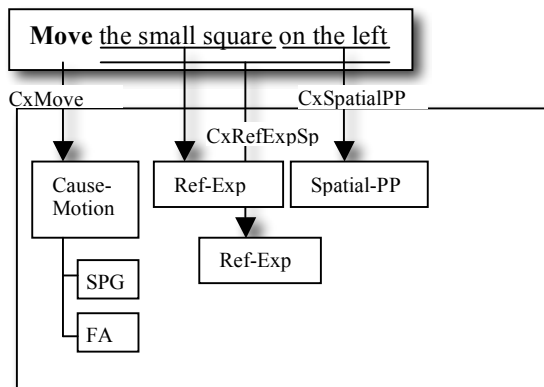 Move the small square on the left
CxMove
CxSpatialPP
CxRefExpSp
Cause-
Motion
Ref-Exp
Spatial-PP
Ref-Exp
SPG
FA